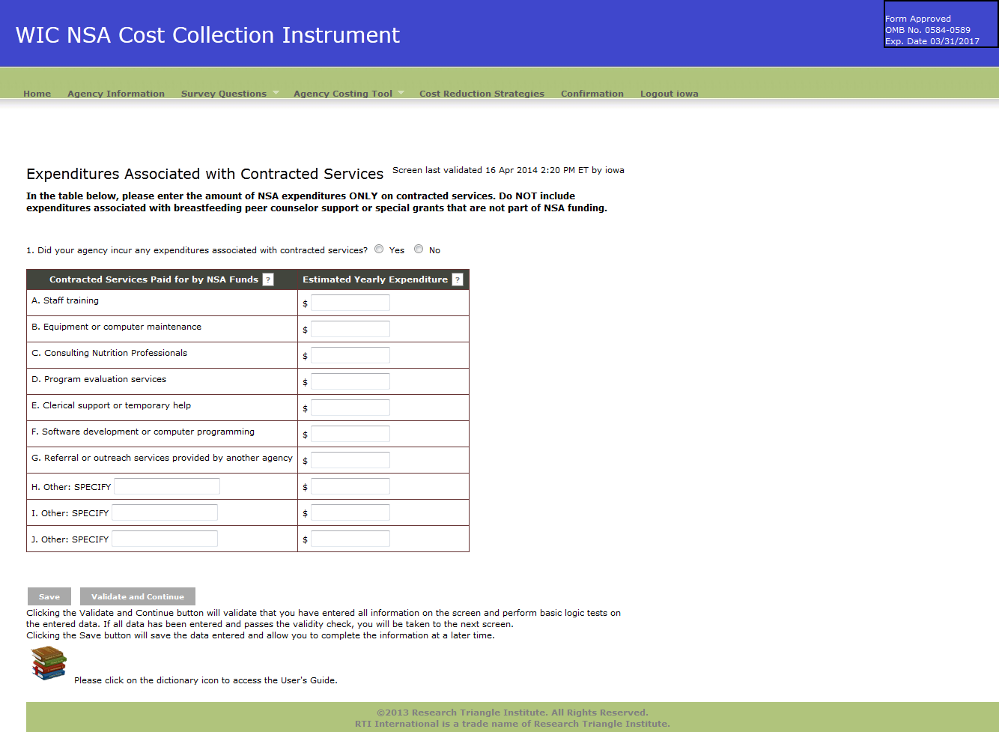 WIC NSA Cost Collection Instrument
Form Approved
OMB No. 0584-0589
Exp. Date 03/31/2017
Home Agency Information Survey Questions Agency Costing Tool Cost Reduction Strategies Confirmation Logout iowa
Expenditures Associated with Contracted Services Screen last validated 16 Apr 2014 2:20 PM ET by iowa
In the table below, please enter the amount of NSA expenditures ONLY on contracted services. Do NOT include
expenditures associated with breastfeeding peer counselor support or special grants that are not part of NSA funding.
1. Did your agency incur any expenditures associated with contracted services? Yes No
Contracted Services Paid for by NSA Funds ? Estimated Yearly Expenditure ?
A. Staff training $
B. Equipment or computer maintenance $
C. Consulting Nutrition Professionals $
D. Program evaluation services $
E. Clerical support or temporary help $
F. Software development or computer programming $
G. Referral or outreach services provided by another agency $
H. Other: SPECIFY $
I. Other: SPECIFY $
J. Other: SPECIFY $
Save Validate and Continue
Clicking the Validate and Continue button will validate that you have entered all information on the screen and perform basic logic tests on
the entered data. If all data has been entered and passes the validity check, you will be taken to the next screen.
Clicking the Save button will save the data entered and allow you to complete the information at a later time.
Please click on the dictionary icon to access the User's Guide.
©2013 Research Triangle Institute. All Rights Reserved.
RTI International is a trade name of Research Triangle Institute.